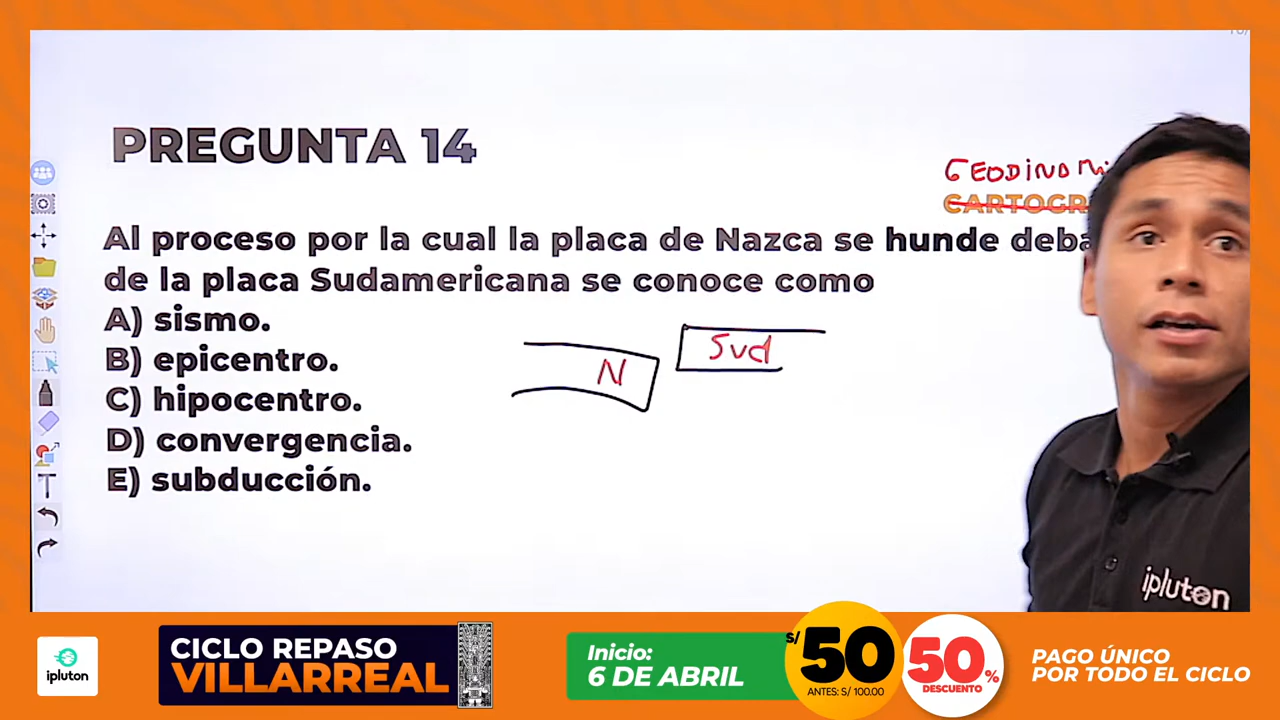 PREGUNTA 14
GEODINAMI
CARTOGR
Al proceso por la cual la placa de Nazca se hunde deba
de la placa Sudamericana se conoce como
A) sismo.
B) epicentro.
C) hipocentro.
D) convergencia.
E) subducción.
N
Sud
ipluton
ipluton
CICLO REPASO
VILLARREAL
Inicio:
6 DE ABRIL
S/ 50
ANTES: S/ 100.00
50%
DESCUENTO
PAGO ÚNICO
POR TODO EL CICLO